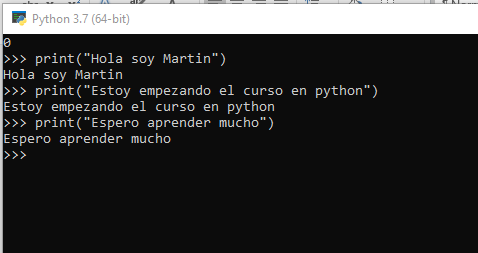 Python 3.7 (64-bit)
0
>>> print("Hola soy Martin")
Hola soy Martin
>>> print("Estoy empezando el curso en python")
Estoy empezando el curso en python
>>> print("Espero aprender mucho")
Espero aprender mucho
>>>